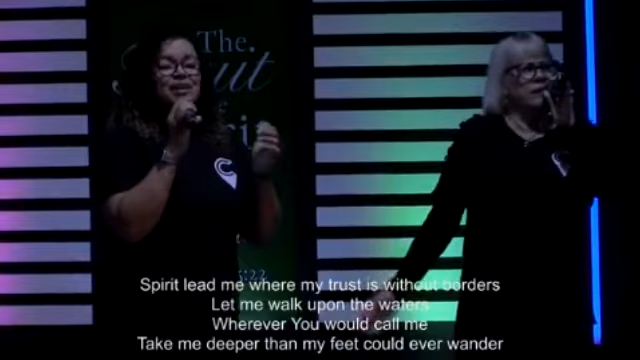 The.
C
:22
Spirit lead me where my trust is without borders
Let me walk upon the waters
Wherever You would call me
Take me deeper than my feet could ever wander